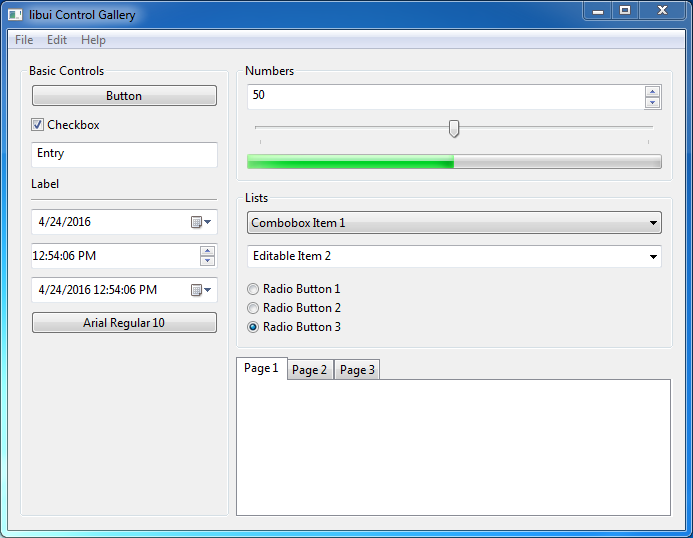 libui Control Gallery
File Edit Help
Basic Controls
Button
Checkbox
Entry
Label
4/24/2016
12:54:06 PM
4/24/2016 12:54:06 PM
Arial Regular 10
Numbers
50
Lists
Combobox Item 1
Editable Item 2
Radio Button 1
Radio Button 2
Radio Button 3
Page 1 Page 2 Page 3